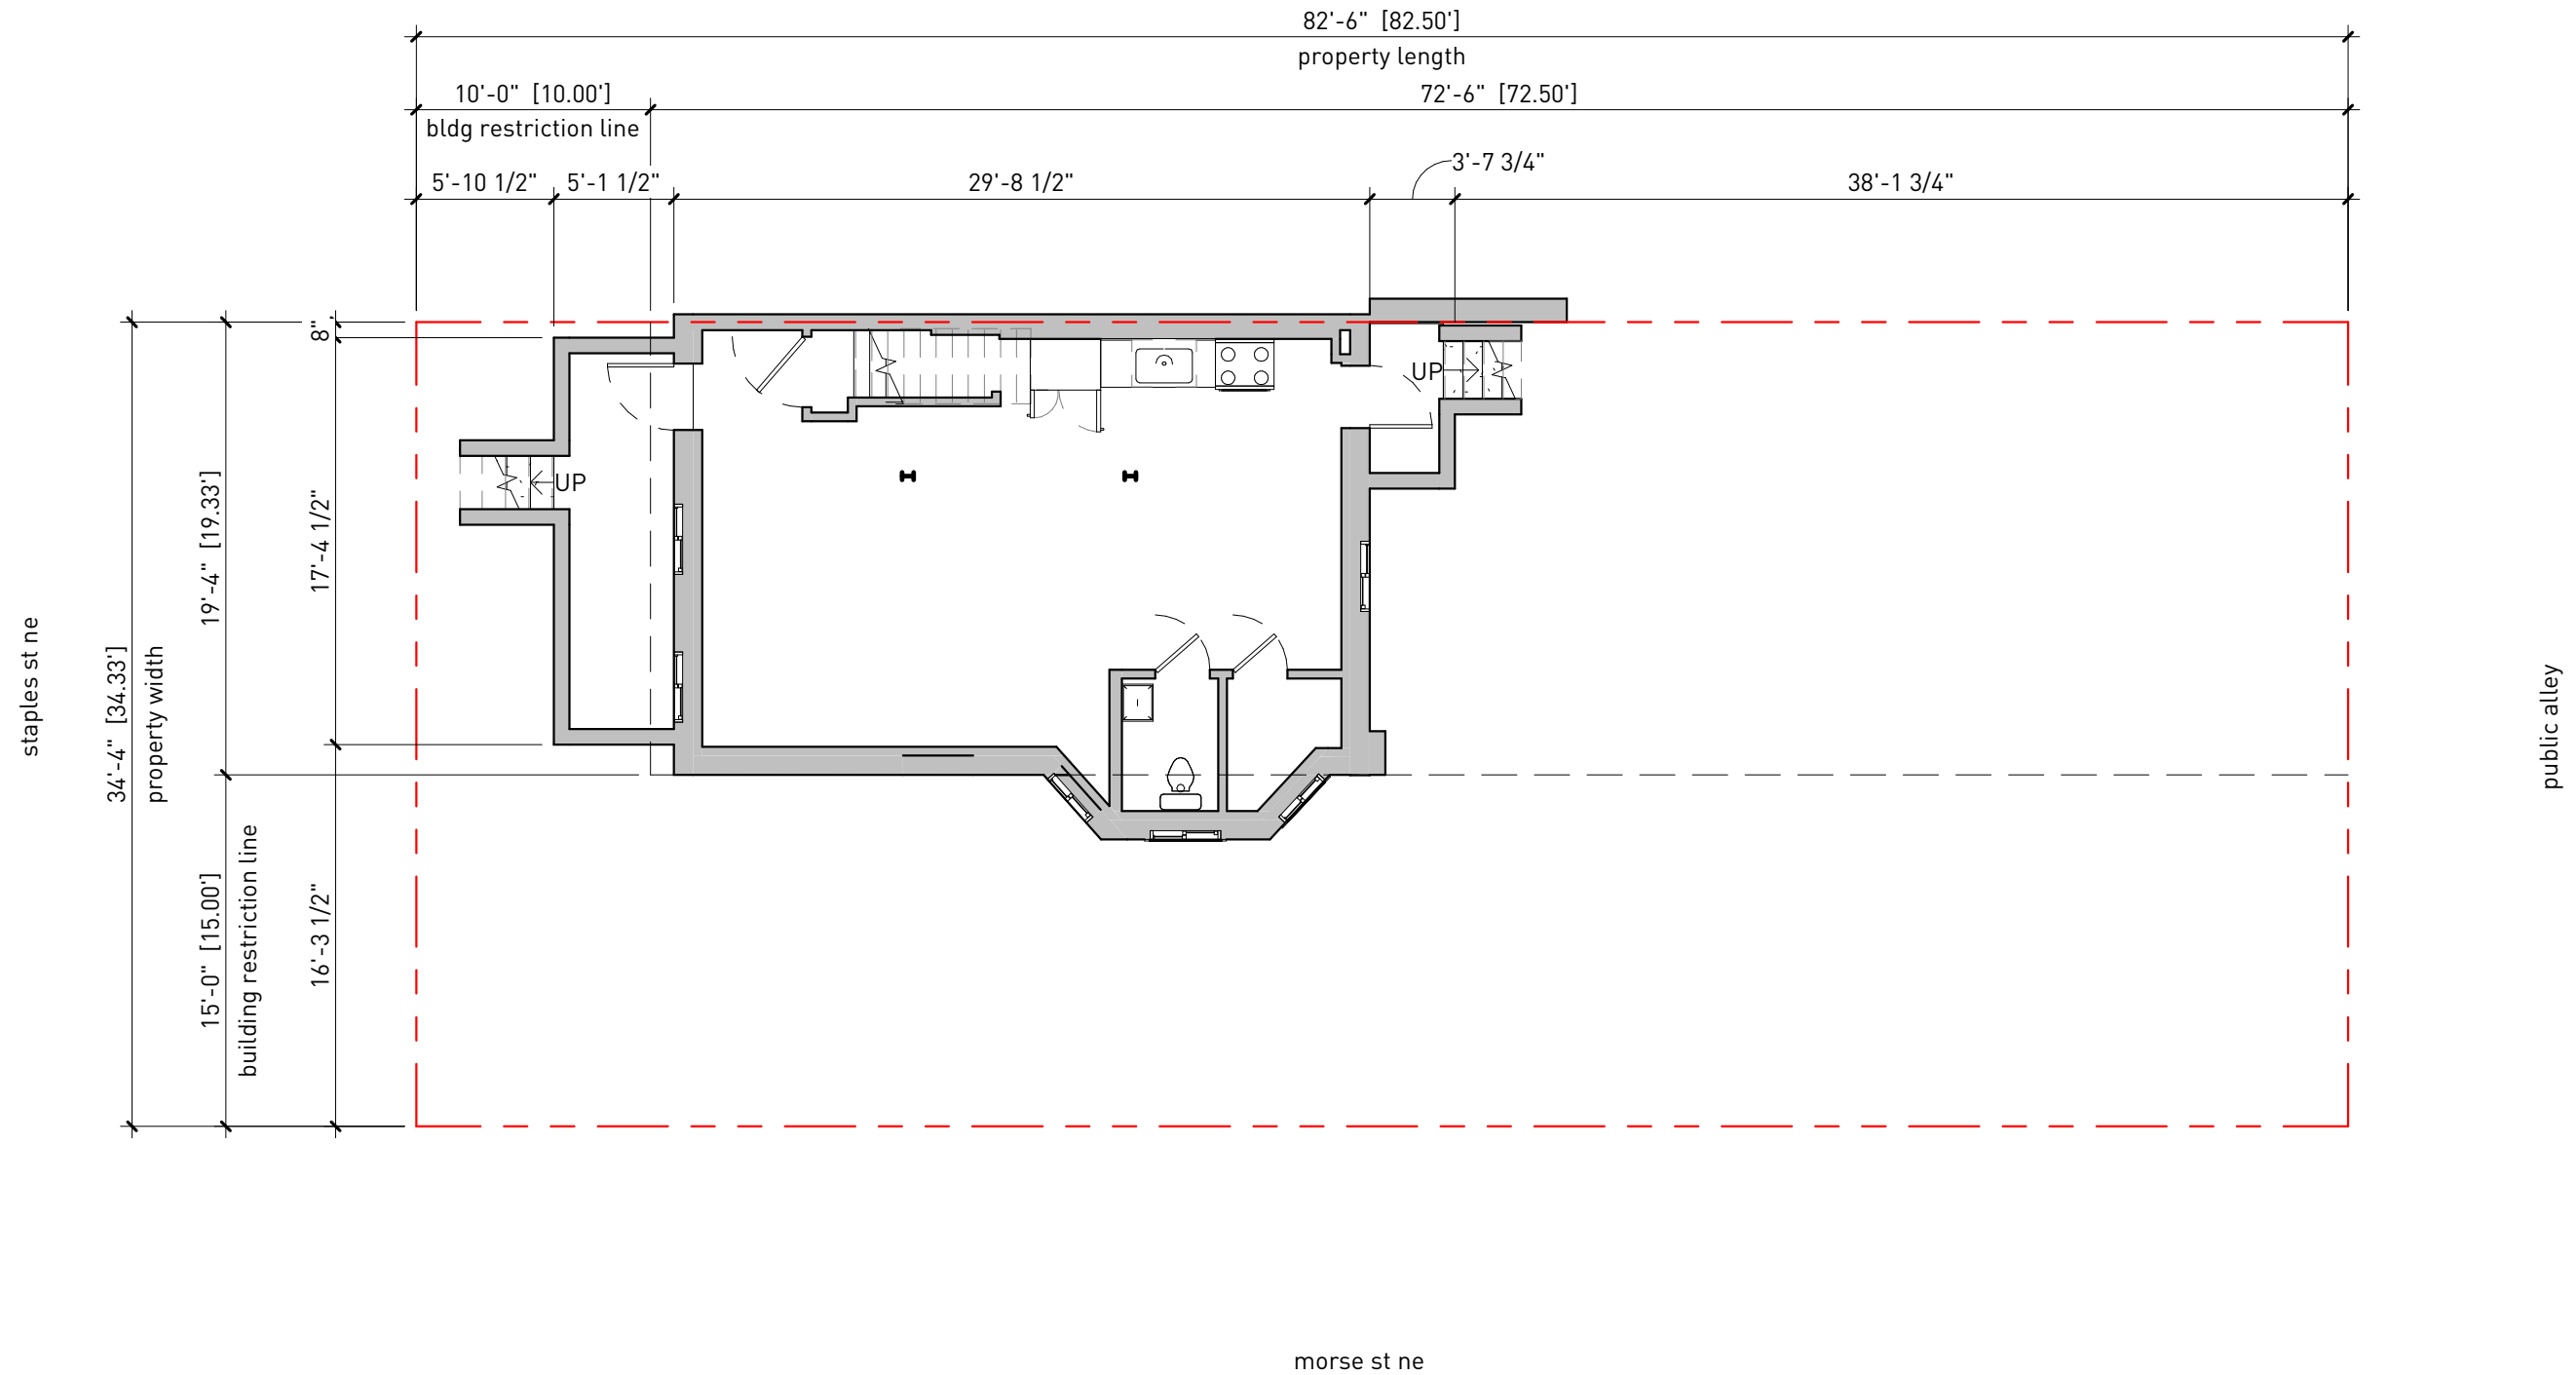 82'-6" [82.50']
property length
10'-0" [10.00']
72'-6" [72.50']
bldg restriction line
3'-7 3/4"
5'-10 1/2"
5'-1 1/2"
29'-8 1/2"
38'-1 3/4"
8"
UP
UP
17'-4 1/2"
19'-4" [19.33']
staples st ne
34'-4" [34.33']
property width
public alley
15'-0" [15.00']
building restriction line
16'-3 1/2"
morse st ne